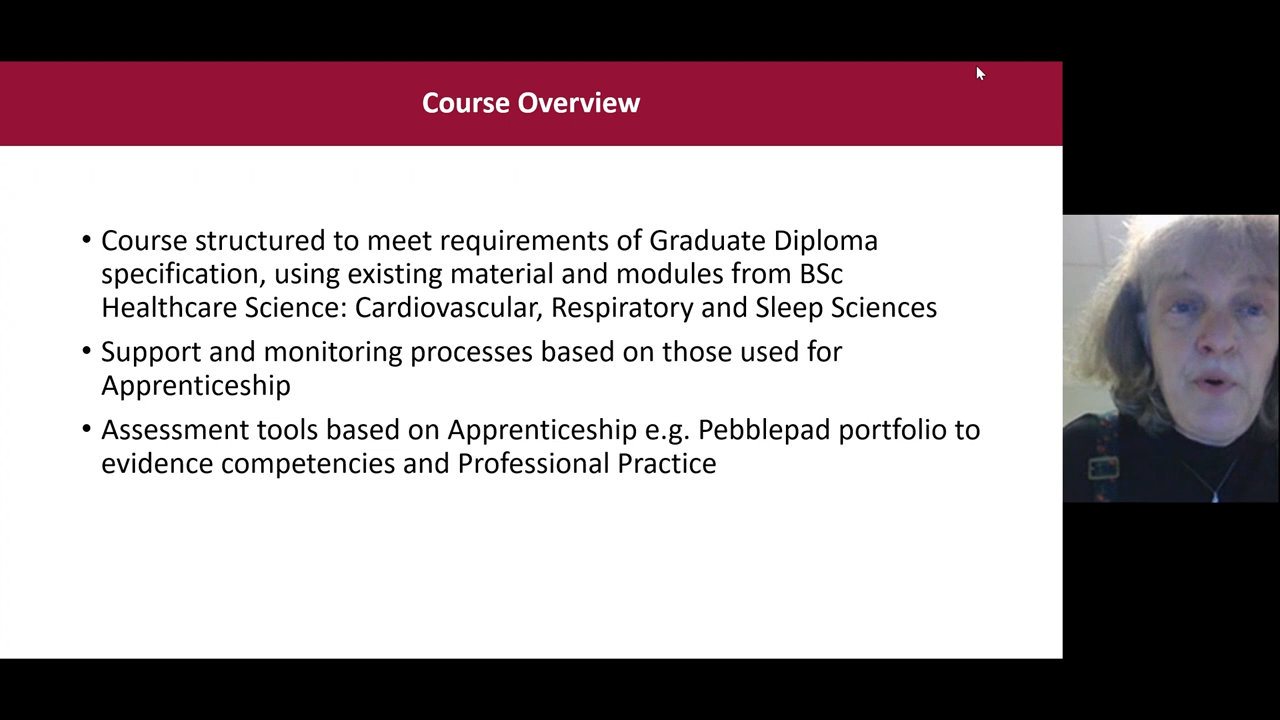 Course Overview
• Course structured to meet requirements of Graduate Diploma
specification, using existing material and modules from BSc
Healthcare Science: Cardiovascular, Respiratory and Sleep Sciences
• Support and monitoring processes based on those used for
Apprenticeship
• Assessment tools based on Apprenticeship e.g. Pebblepad portfolio to
evidence competencies and Professional Practice